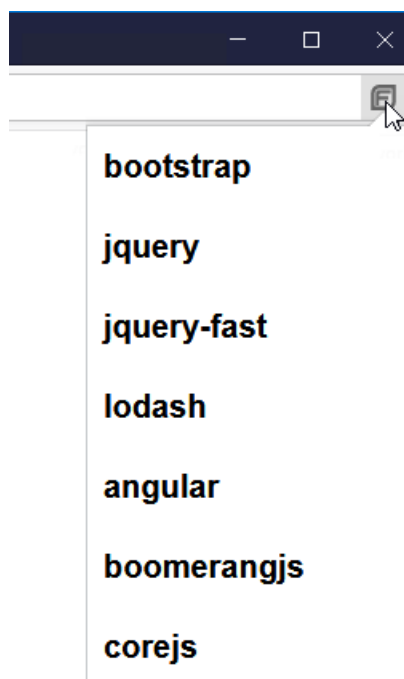 bootstrap
jquery
jquery-fast
lodash
angular
boomerangjs
corejs